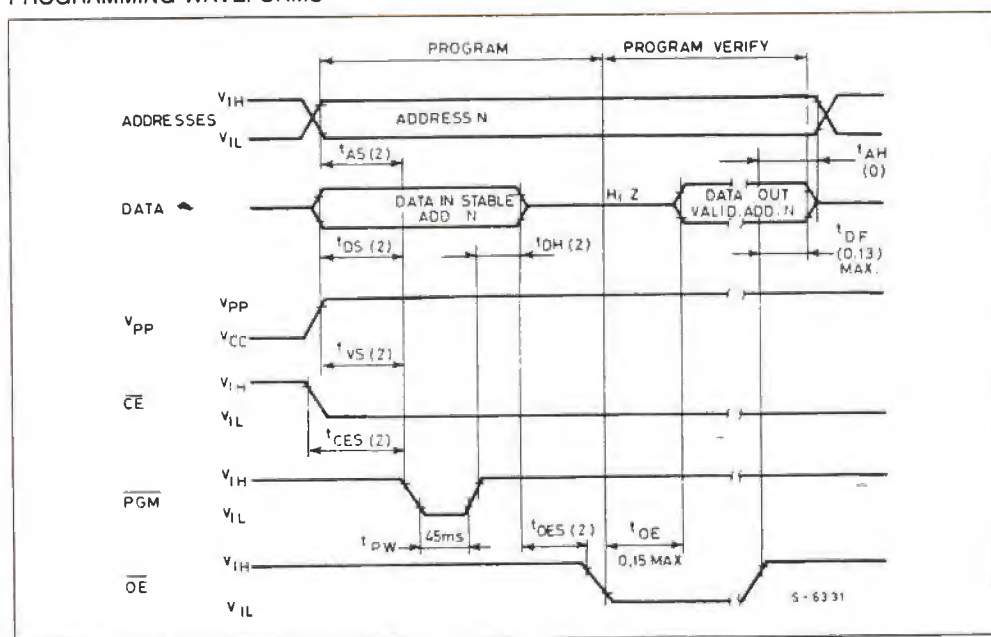 PROGRAMMING WAVEFORMS
PROGRAM
PROGRAM VERIFY
ADDRESSES
VIH
VIL
ADDRESS N
tAS(2)
tAH
(0)
DATA
DATA IN STABLE
ADD N
Hi Z
DATA OUT
VALID.ADD.N
tDS(2)
tDH(2)
tDF
(0.13)
MAX.
VPP
VPP
VCC
tVS(2)
CE
VIH
VIL
tCES(2)
PGM
VIH
VIL
tPW
45ms
tOES(2)
tOE
0,15 MAX
OE
VIH
VIL
S-6331